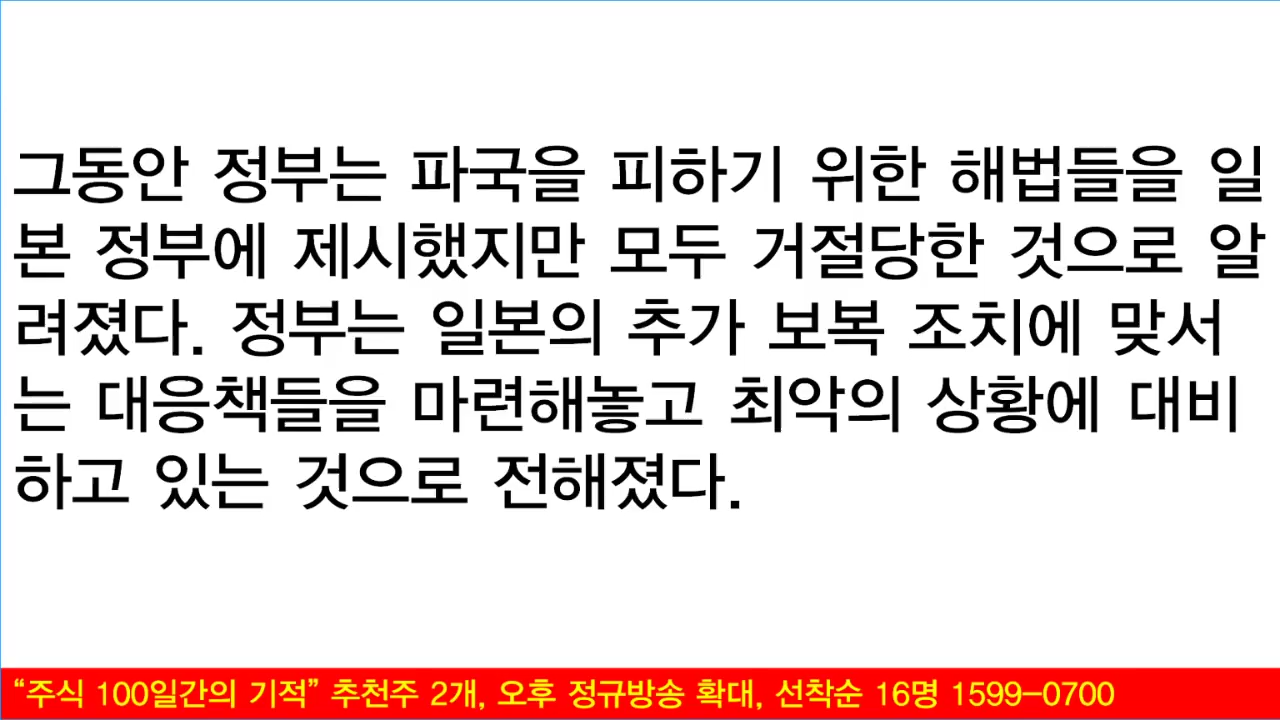 그동안 정부는 파국을 피하기 위한 해법들을 일
본 정부에 제시했지만 모두 거절당한 것으로 알
려졌다. 정부는 일본의 추가 보복 조치에 맞서
는 대응책들을 마련해놓고 최악의 상황에 대비
하고 있는 것으로 전해졌다.
“주식 100일간의 기적” 추천주 2개, 오후 정규방송 확대, 선착순 16명 1599-0700